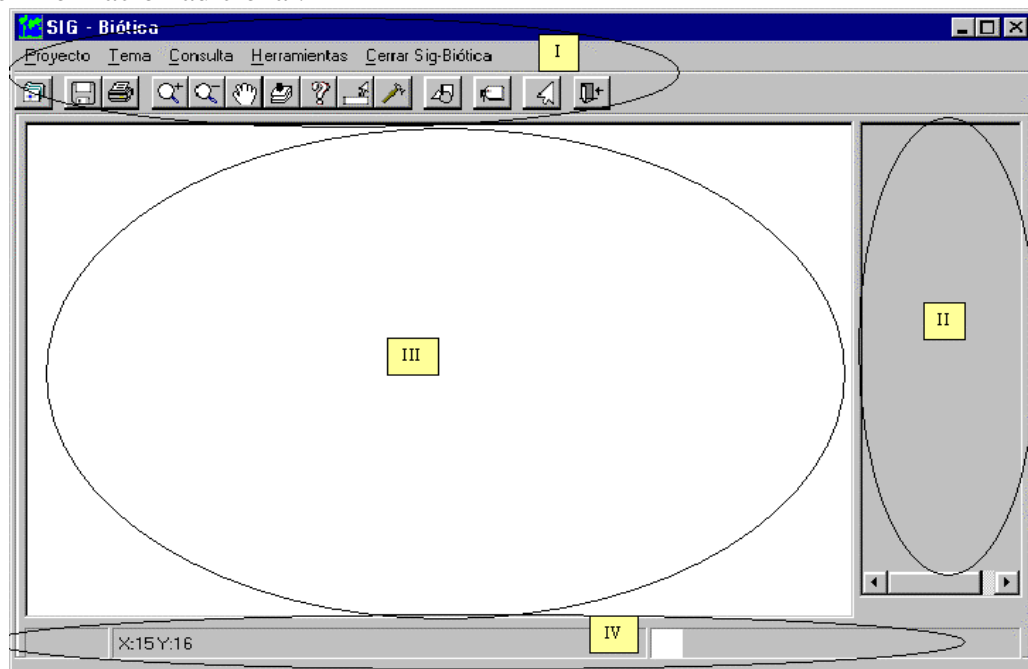 SIG - Biótica
I
Proyecto Tema Consulta Herramientas Cerrar Sig-Biótica
II
III
IV
X:15 Y:16